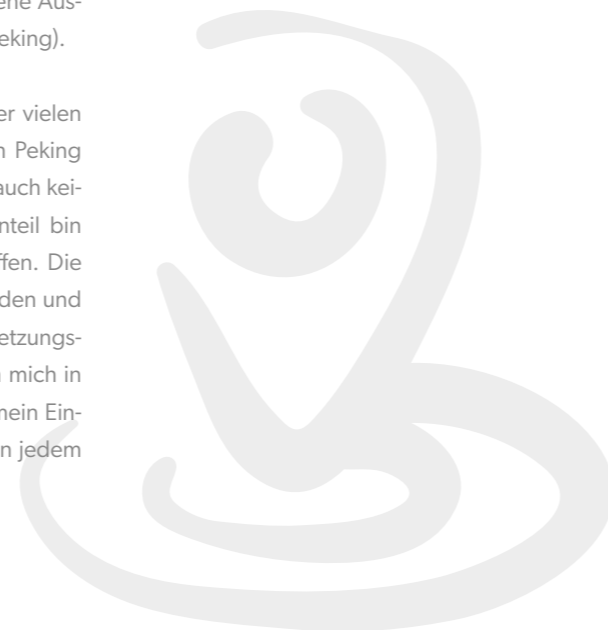 ene Aus-
eking).
er vielen
n Peking
auch kei-
nteil bin
ffen. Die
den und
etzungs-
mich in
mein Ein-
n jedem